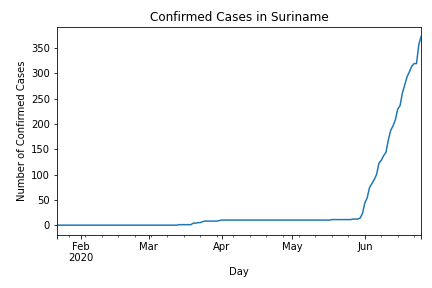 Confirmed Cases in Suriname
Number of Confirmed Cases
350
300
250
200
150
100
50
0
Feb
2020
Mar
Apr
May
Jun
Day